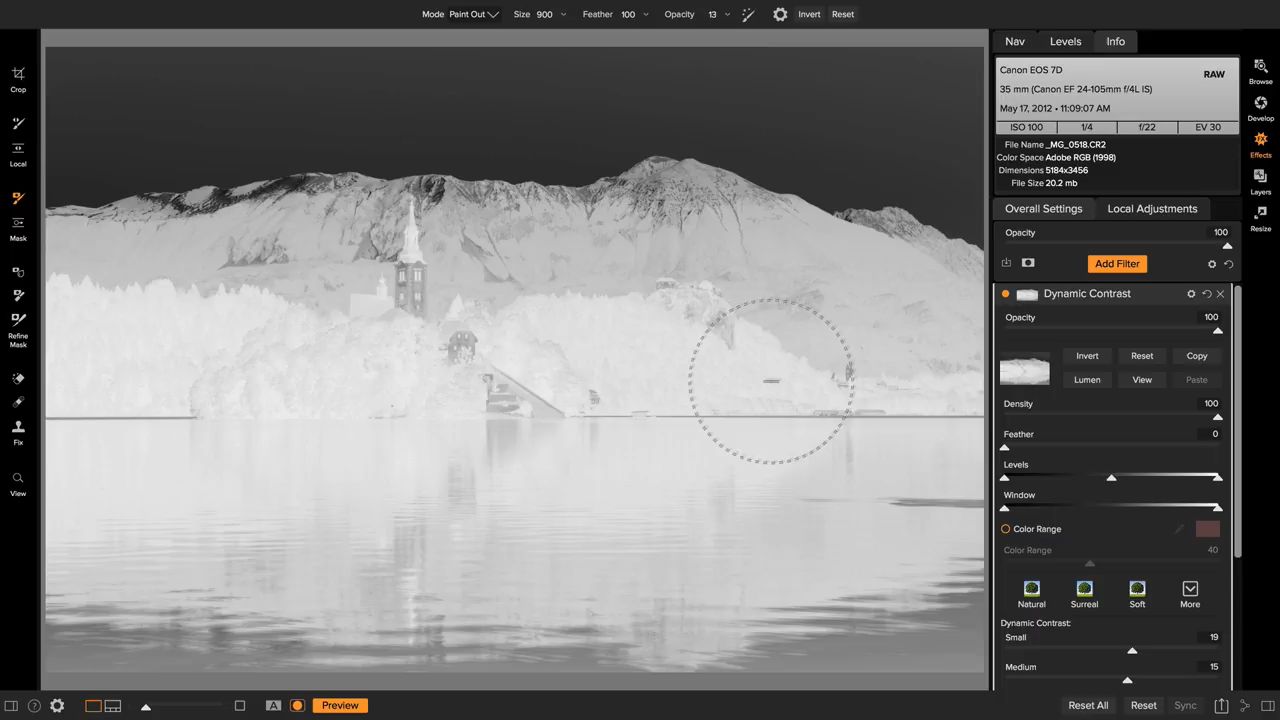 Mode Paint Out Size 900 Feather 100 Opacity 13 Invert Reset
Crop
Local
Mask
Refine
Mask
Fix
View
Nav Levels Info
Canon EOS 7D RAW
35 mm (Canon EF 24-105mm f/4L IS)
May 17, 2012 • 11:09:07 AM
ISO 100 1/4 f/22 EV 30
File Name _MG_0518.CR2
Color Space Adobe RGB (1998)
Dimensions 5184x3456
File Size 20.2 mb
Browse
Develop
Effects
Layers
Resize
Overall Settings Local Adjustments
Opacity 100
Add Filter
Dynamic Contrast
Opacity 100
Invert Reset Copy
Lumen View Paste
Density 100
Feather 0
Levels
Window
Color Range
Color Range 40
Natural Surreal Soft More
Dynamic Contrast:
Small 19
Medium 15
? A Preview Reset All Reset Sync